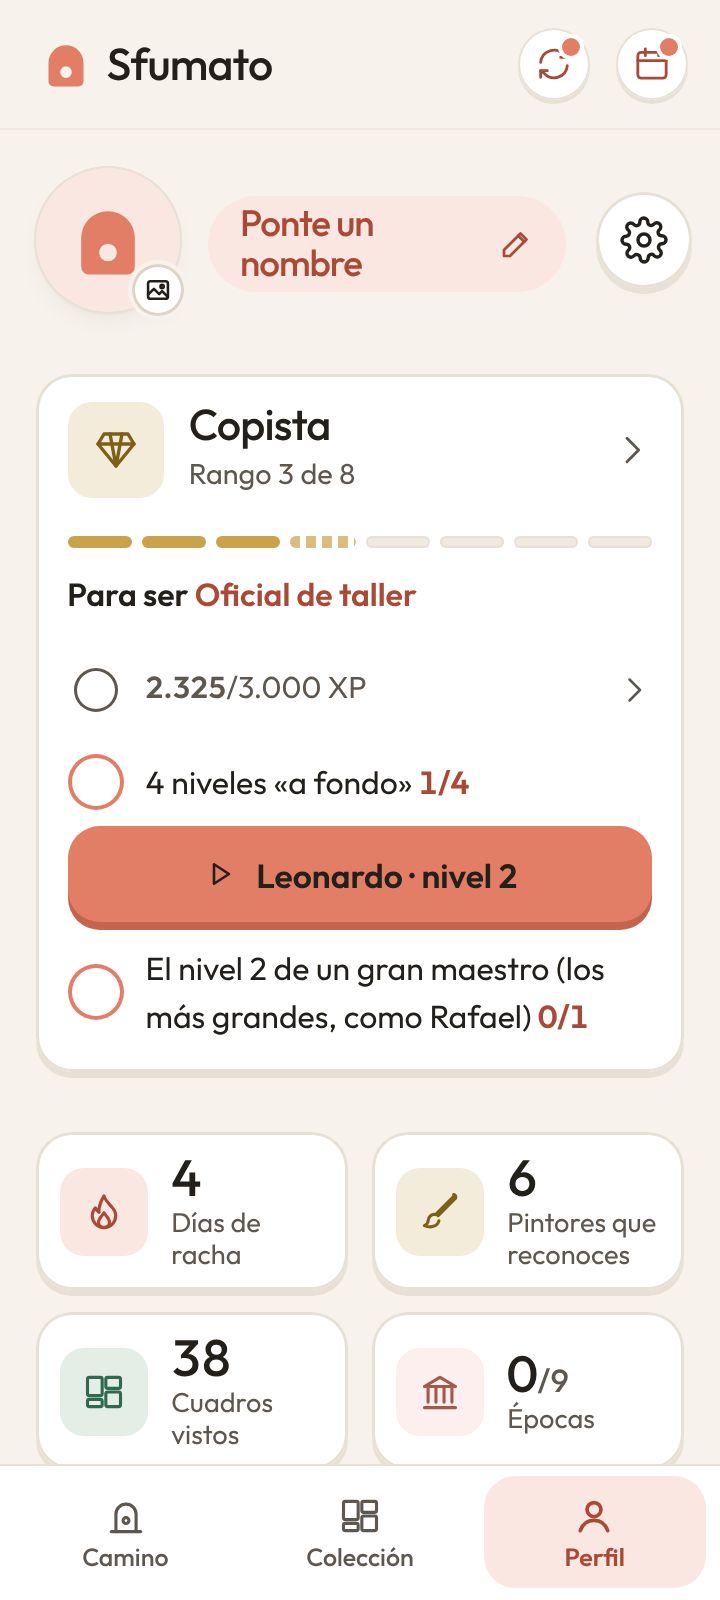 Sfumato
Ponte un
nombre
Copista
Rango 3 de 8
Para ser Oficial de taller
2.325/3.000 XP
4 niveles «a fondo» 1/4
Leonardo · nivel 2
El nivel 2 de un gran maestro (los
más grandes, como Rafael) 0/1
4
Días de
racha
6
Pintores que
reconoces
38
Cuadros
vistos
0/9
Épocas
Camino
Colección
Perfil